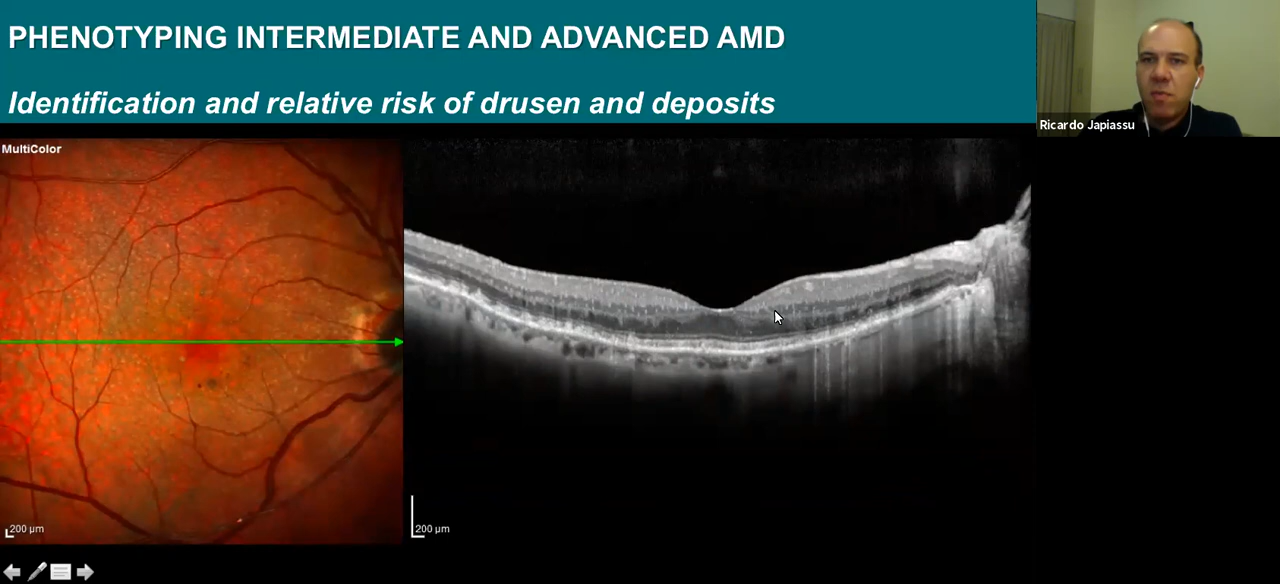 PHENOTYPING INTERMEDIATE AND ADVANCED AMD
Identification and relative risk of drusen and deposits
Ricardo Japiassu
MultiColor
200 µm
200 µm